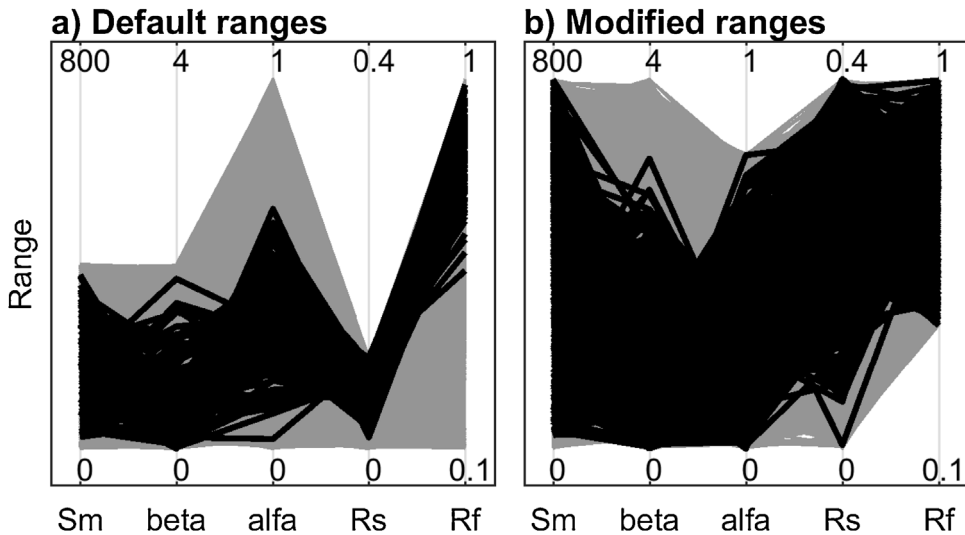 a) Default ranges
b) Modified ranges
800 4 1 0.4 1
800 4 1 0.4 1
Range
0 0 0 0 0.1
0 0 0 0 0.1
Sm beta alfa Rs Rf
Sm beta alfa Rs Rf